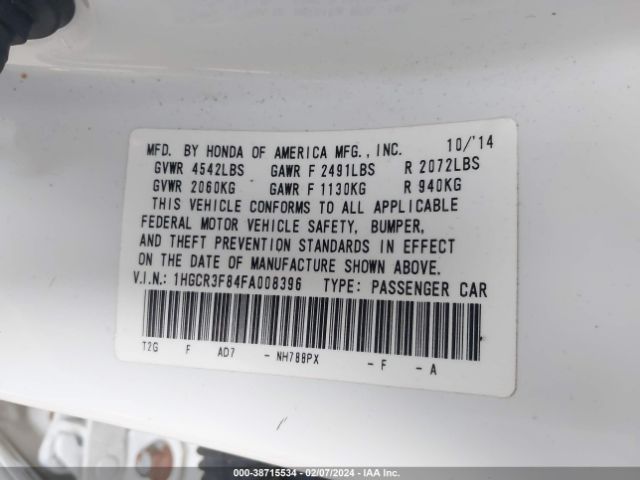 MFD. BY HONDA OF AMERICA MFG., INC. 10/'14
GVWR 4542LBS GAWR F 2491LBS R 2072LBS
GVWR 2060KG GAWR F 1130KG R 940KG
THIS VEHICLE CONFORMS TO ALL APPLICABLE
FEDERAL MOTOR VEHICLE SAFETY, BUMPER,
AND THEFT PREVENTION STANDARDS IN EFFECT
ON THE DATE OF MANUFACTURE SHOWN ABOVE.
V.I.N.: 1HGCR3F84FA008396 TYPE: PASSENGER CAR
T2G F AD7 - NH788PX - F - A
000-38715534 - 02/07/2024 - IAA Inc.